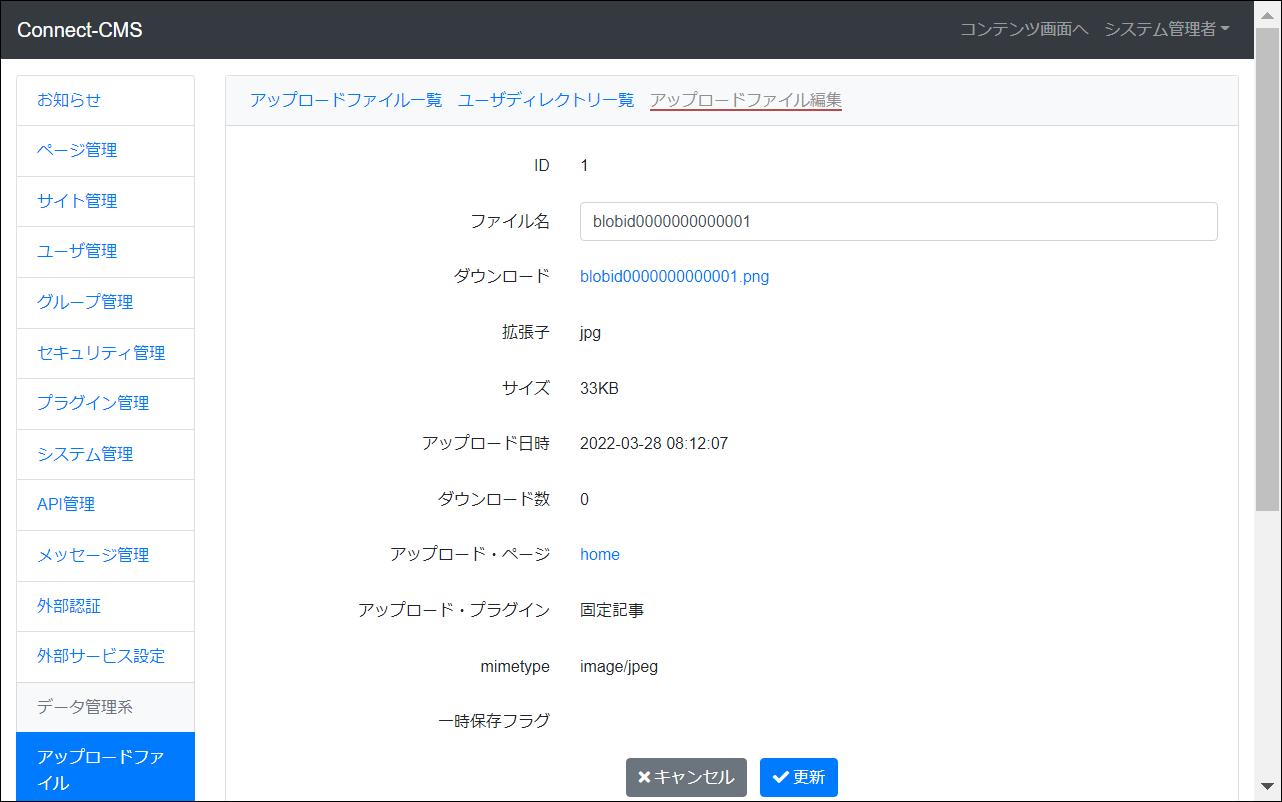 Connect-CMS
コンテンツ画面へ システム管理者
お知らせ
ページ管理
サイト管理
ユーザ管理
グループ管理
セキュリティ管理
プラグイン管理
システム管理
API管理
メッセージ管理
外部認証
外部サービス設定
データ管理系
アップロードファ
イル
アップロードファイル一覧 ユーザディレクトリ一覧 アップロードファイル編集
ID 1
ファイル名 blobid0000000000001
ダウンロード blobid0000000000001.png
拡張子 jpg
サイズ 33KB
アップロード日時 2022-03-28 08:12:07
ダウンロード数 0
アップロード・ページ home
アップロード・プラグイン 固定記事
mimetype image/jpeg
一時保存フラグ
キャンセル 更新